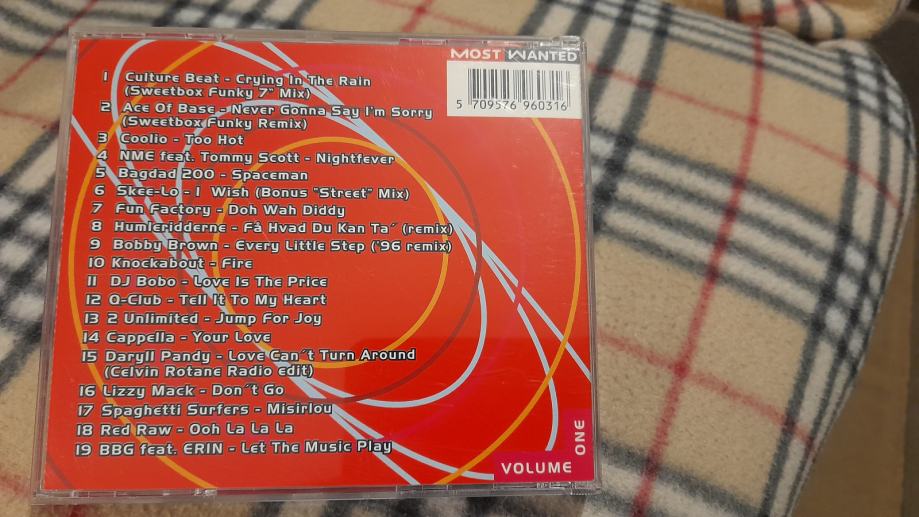 MOST WANTED
5 709576 960316
1 Culture Beat - Crying In The Rain
(Sweetbox Funky 7" Mix)
2 Ace Of Base - Never Gonna Say I'm Sorry
(Sweetbox Funky Remix)
3 Coolio - Too Hot
4 NME feat. Tommy Scott - Nightfever
5 Bagdad 200 - Spaceman
6 Skee-Lo - I Wish (Bonus "Street" Mix)
7 Fun Factory - Doh Wah Diddy
8 Humleridderne - Få Hvad Du Kan Ta´ (remix)
9 Bobby Brown - Every Little Step (´96 remix)
10 Knockabout - Fire
11 DJ Bobo - Love Is The Price
12 Q-Club - Tell It To My Heart
13 2 Unlimited - Jump For Joy
14 Cappella - Your Love
15 Daryll Pandy - Love Can´t Turn Around
(Celvin Rotane Radio edit)
16 Lizzy Mack - Don´t Go
17 Spaghetti Surfers - Misirlou
18 Red Raw - Ooh La La La
19 BBG feat. ERIN - Let The Music Play
VOLUME ONE